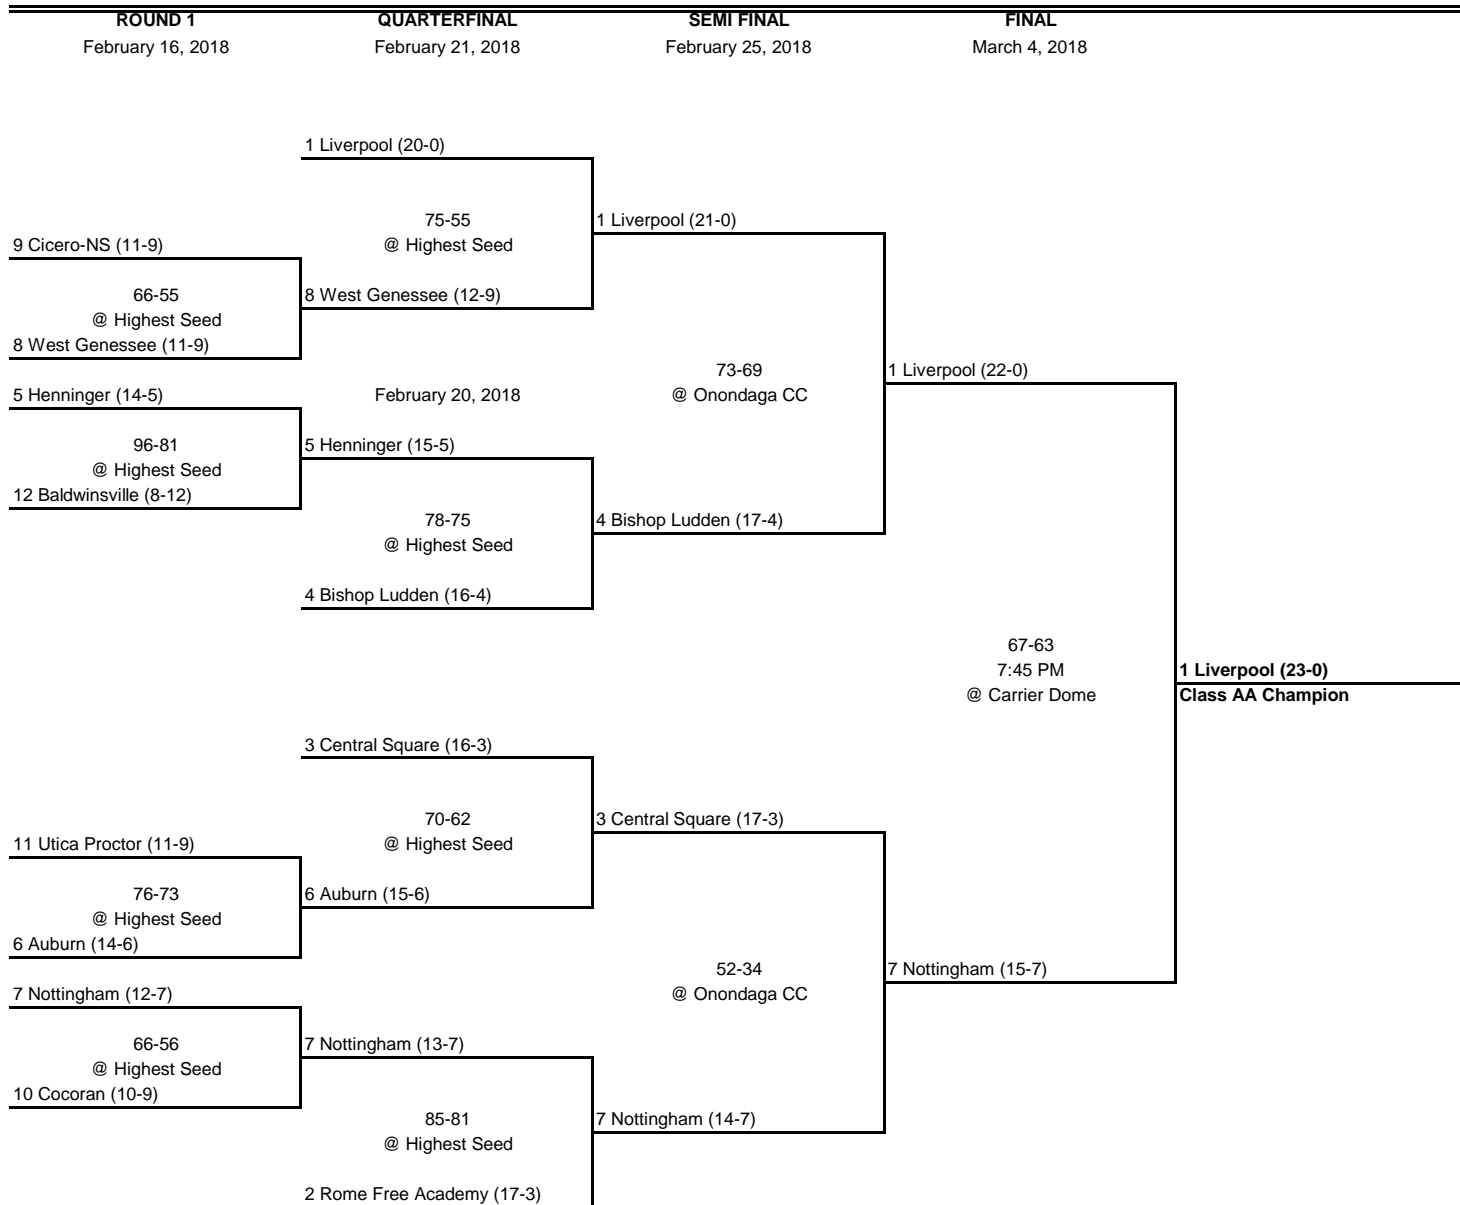 ROUND 1 QUARTERFINAL SEMI FINAL FINAL
February 16, 2018 February 21, 2018 February 25, 2018 March 4, 2018
1 Liverpool (20-0)
75-55
@ Highest Seed
1 Liverpool (21-0)
9 Cicero-NS (11-9)
66-55
@ Highest Seed
8 West Genessee (12-9)
8 West Genessee (11-9)
73-69
@ Onondaga CC
1 Liverpool (22-0)
5 Henninger (14-5)
February 20, 2018
96-81
@ Highest Seed
5 Henninger (15-5)
12 Baldwinsville (8-12)
78-75
@ Highest Seed
4 Bishop Ludden (17-4)
4 Bishop Ludden (16-4)
67-63
7:45 PM
@ Carrier Dome
1 Liverpool (23-0)
Class AA Champion
3 Central Square (16-3)
70-62
@ Highest Seed
3 Central Square (17-3)
11 Utica Proctor (11-9)
76-73
@ Highest Seed
6 Auburn (15-6)
6 Auburn (14-6)
52-34
@ Onondaga CC
7 Nottingham (15-7)
7 Nottingham (12-7)
66-56
@ Highest Seed
7 Nottingham (13-7)
10 Cocoran (10-9)
85-81
@ Highest Seed
7 Nottingham (14-7)
2 Rome Free Academy (17-3)